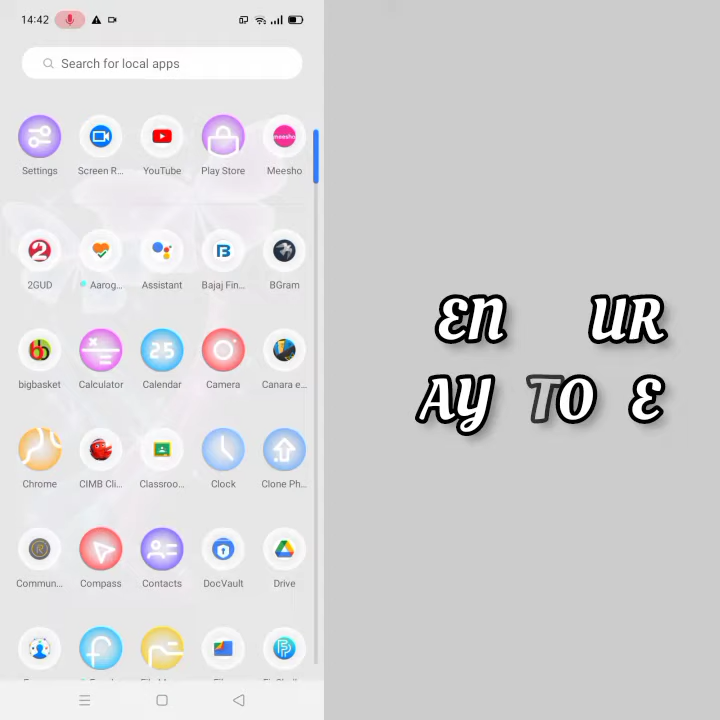 14:42
Search for local apps
Settings
Screen R...
YouTube
Play Store
Meesho
meesho
2GUD
Aarog...
Assistant
Bajaj Fin...
BGram
bigbasket
Calculator
Calendar
25
Camera
Canara e...
Chrome
CIMB Cli...
Classroo...
Clock
Clone Ph...
Commun...
Compass
Contacts
DocVault
Drive
EN UR
AY TO E